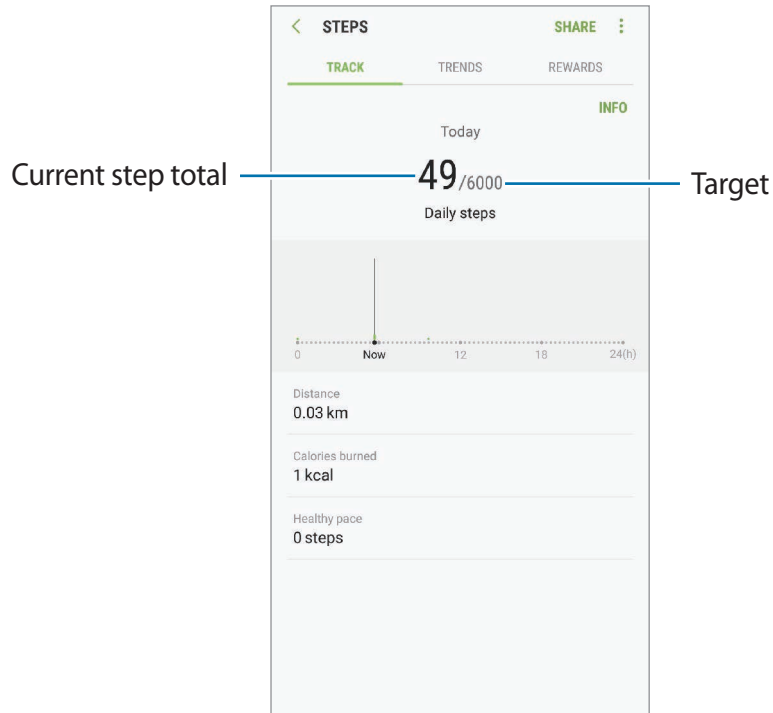 STEPS SHARE
TRACK TRENDS REWARDS
INFO
Today
Current step total 49/6000 Target
Daily steps
0 Now 12 18 24(h)
Distance
0.03 km
Calories burned
1 kcal
Healthy pace
0 steps